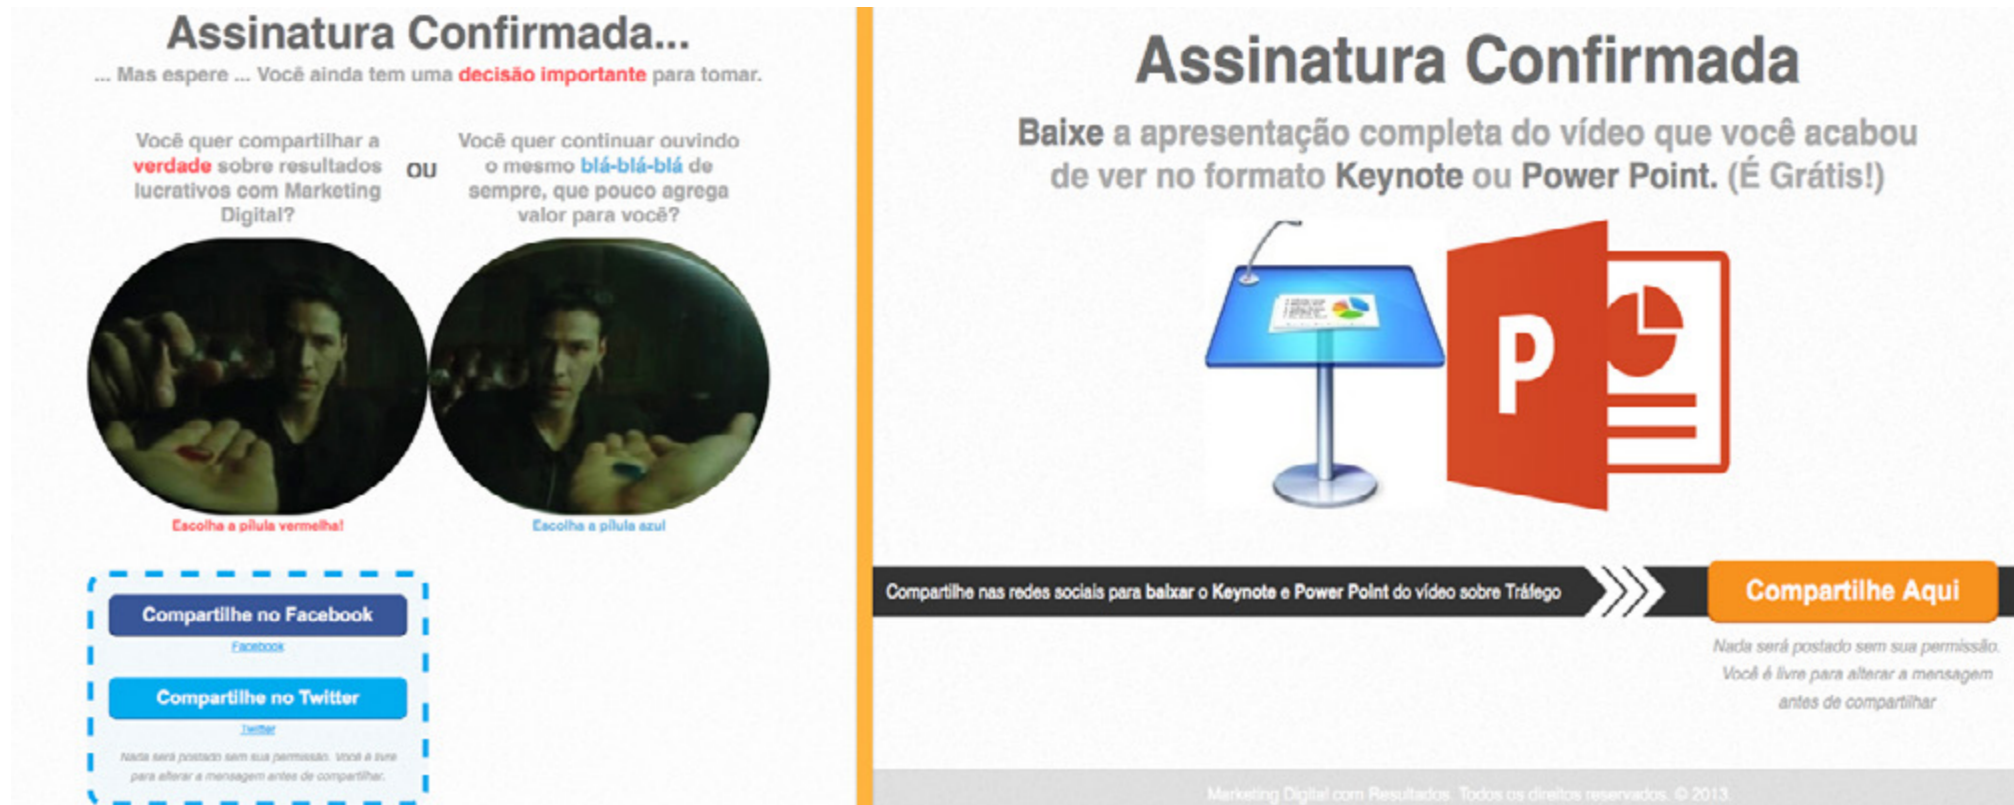 Assinatura Confirmada...
... Mas espere ... Você ainda tem uma decisão importante para tomar.
Você quer compartilhar a
verdade sobre resultados
lucrativos com Marketing
Digital?
OU
Você quer continuar ouvindo
o mesmo blá-blá-blá de
sempre, que pouco agrega
valor para você?
Escolha a pílula vermelha!
Escolha a pílula azul
Compartilhe no Facebook
Facebook
Compartilhe no Twitter
Twitter
Nada será postado sem sua permissão. Você é livre
para alterar a mensagem antes de compartilhar.
Assinatura Confirmada
Baixe a apresentação completa do vídeo que você acabou
de ver no formato Keynote ou Power Point. (É Grátis!)
P
Compartilhe nas redes sociais para baixar o Keynote e Power Point do vídeo sobre Tráfego
Compartilhe Aqui
Nada será postado sem sua permissão.
Você é livre para alterar a mensagem
antes de compartilhar
Marketing Digital com Resultados. Todos os direitos reservados. © 2013